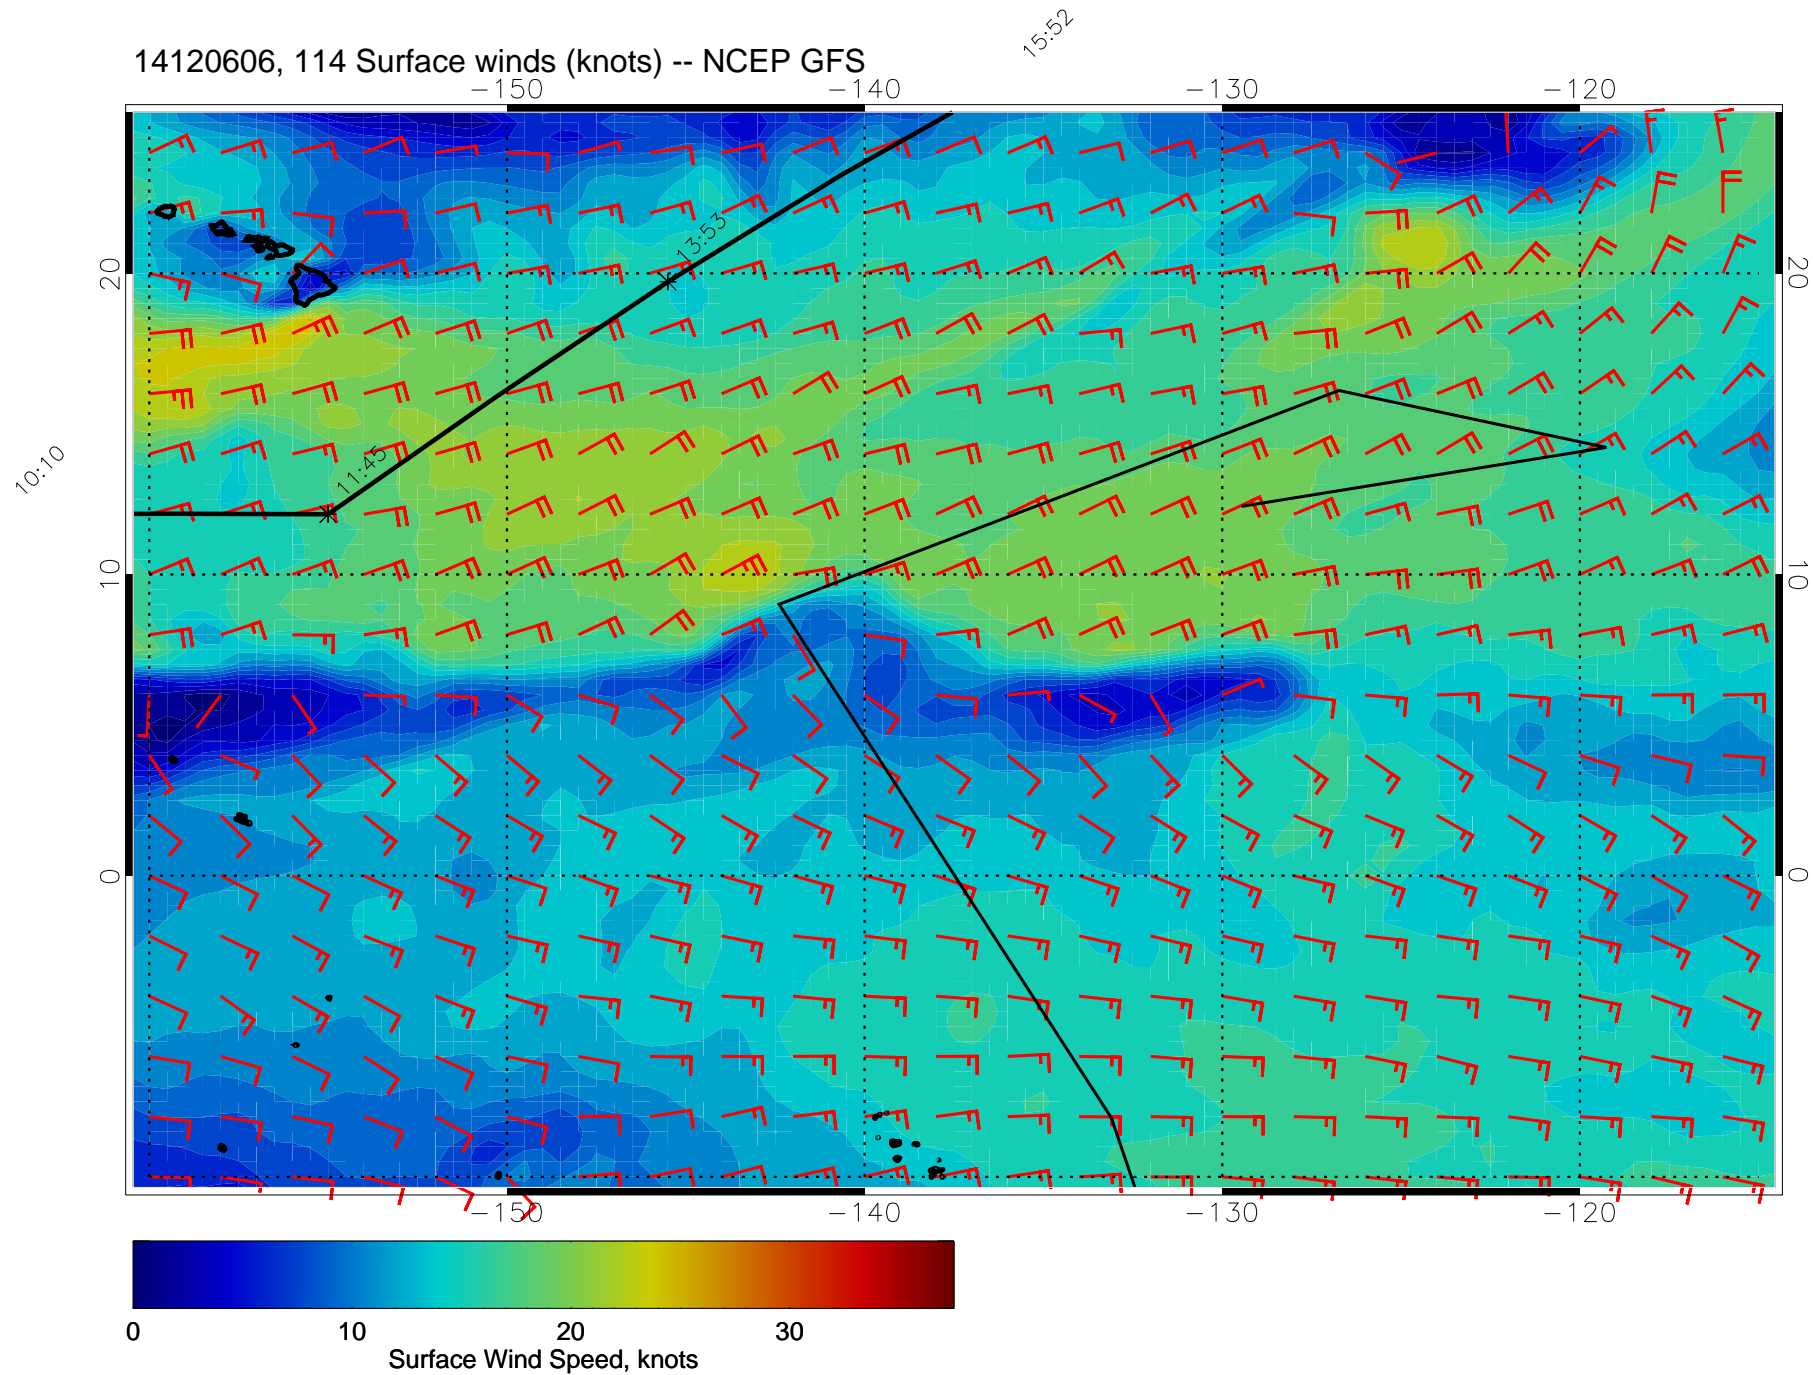 15:52
14120606, 114 Surface winds (knots) -- NCEP GFS
-150 -140 -130 -120
13:53
20 20
11:45
10:10
10 10
0 0
-150 -140 -130 -120
0 10 20 30
Surface Wind Speed, knots